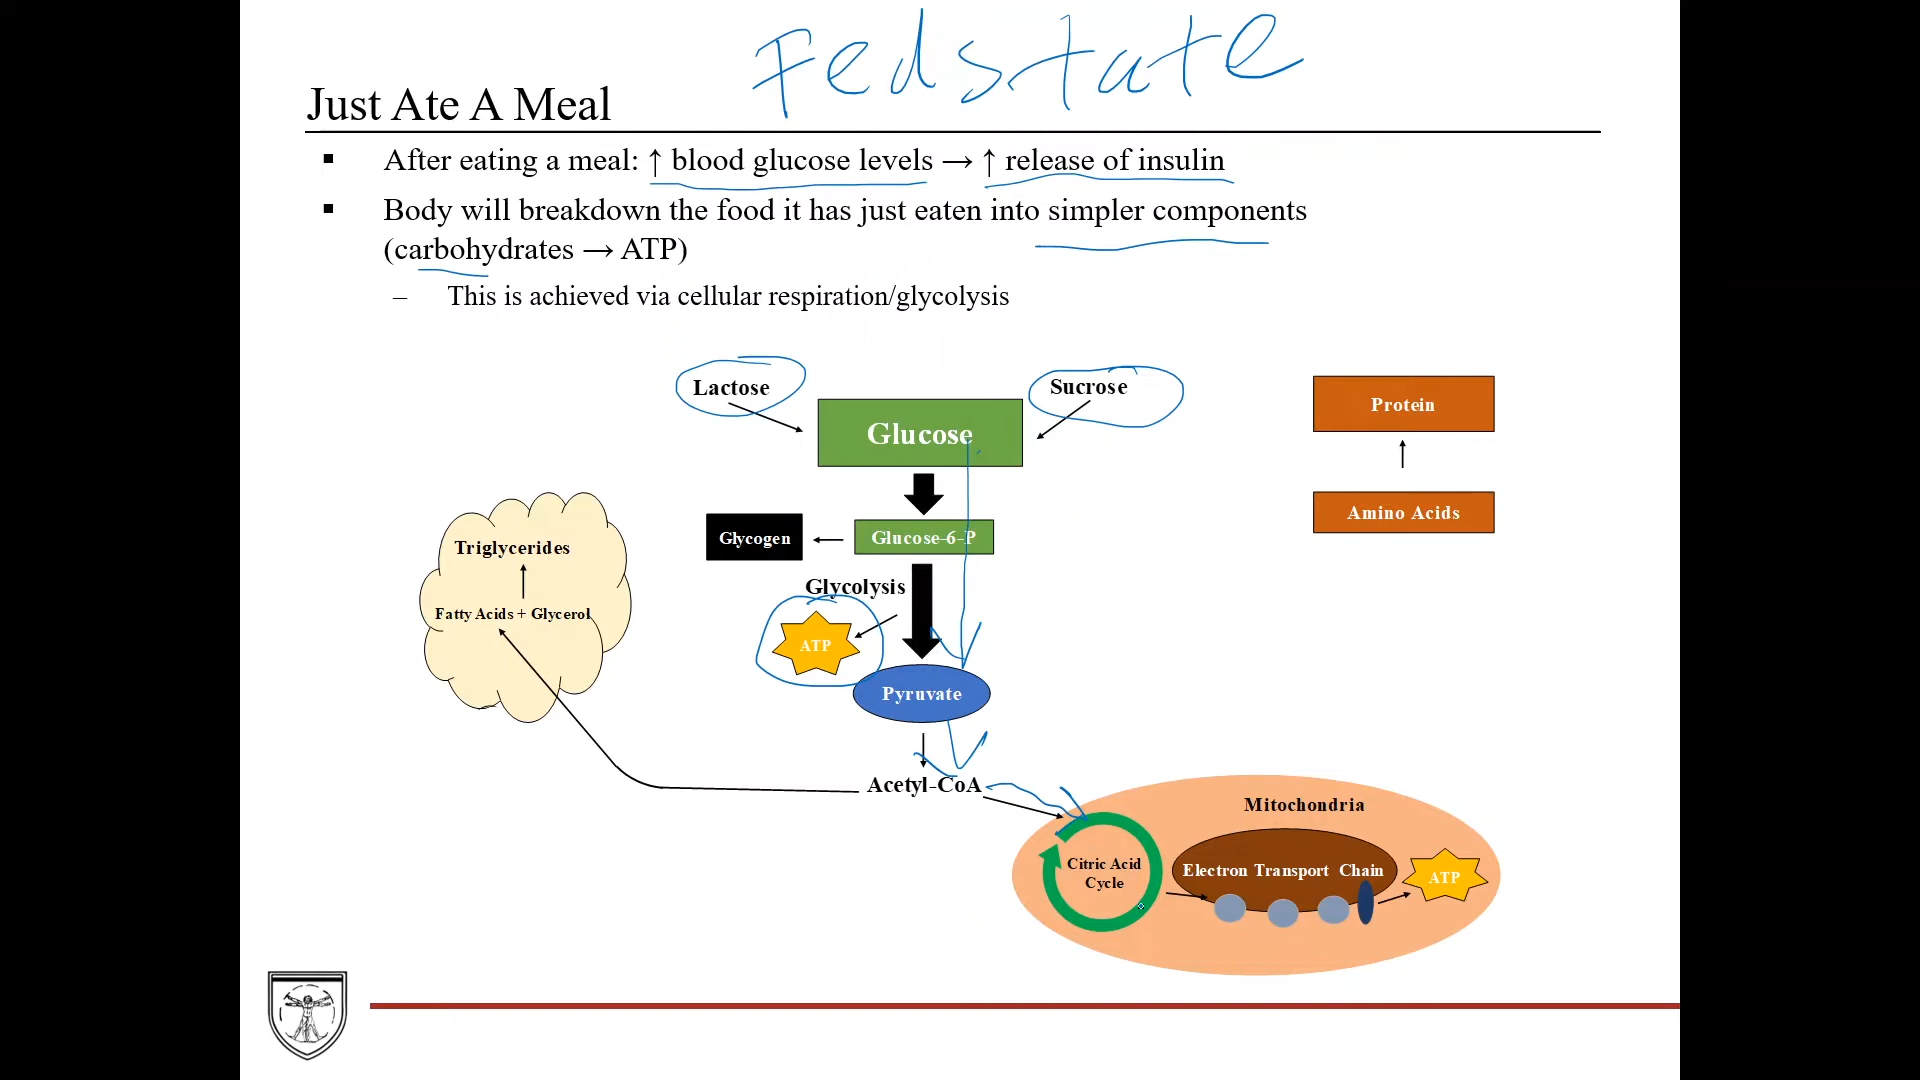 Fed state
Just Ate A Meal
▪ After eating a meal: ↑ blood glucose levels → ↑ release of insulin
▪ Body will breakdown the food it has just eaten into simpler components
(carbohydrates → ATP)
– This is achieved via cellular respiration/glycolysis
Lactose
Sucrose
Glucose
Protein
Amino Acids
Glycogen
Glucose-6-P
Triglycerides
Fatty Acids + Glycerol
Glycolysis
ATP
Pyruvate
Acetyl-CoA
Mitochondria
Citric Acid
Cycle
Electron Transport Chain
ATP